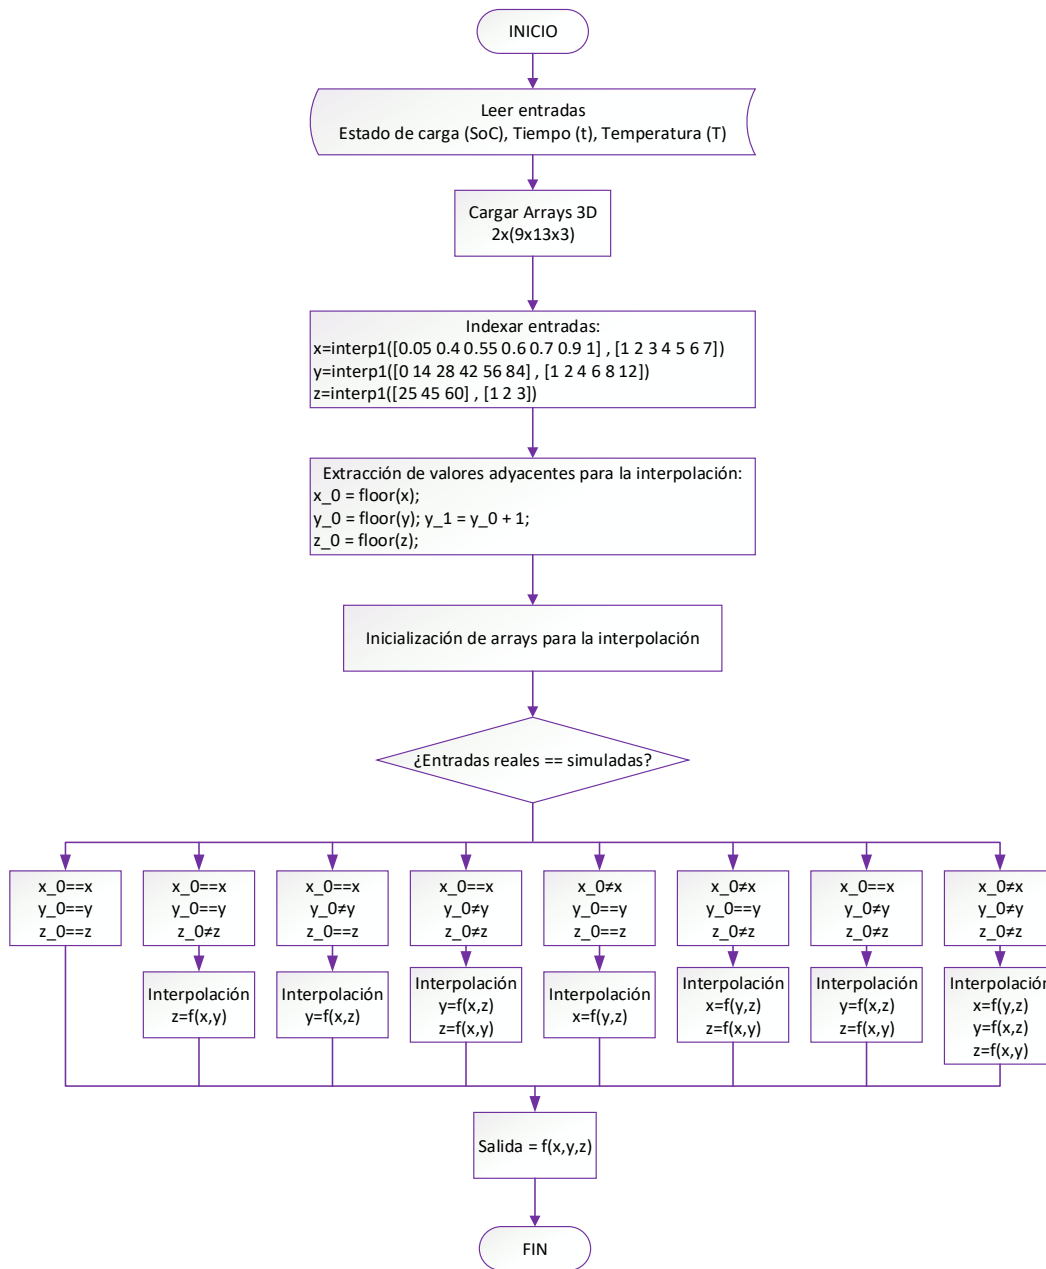 INICIO
Leer entradas
Estado de carga (SoC), Tiempo (t), Temperatura (T)
Cargar Arrays 3D
2x(9x13x3)
Indexar entradas:
x=interp1([0.05 0.4 0.55 0.6 0.7 0.9 1] , [1 2 3 4 5 6 7])
y=interp1([0 14 28 42 56 84] , [1 2 4 6 8 12])
z=interp1([25 45 60] , [1 2 3])
Extracción de valores adyacentes para la interpolación:
x_0 = floor(x);
y_0 = floor(y); y_1 = y_0 + 1;
z_0 = floor(z);
Inicialización de arrays para la interpolación
¿Entradas reales == simuladas?
x_0==x
y_0==y
z_0==z
x_0==x
y_0==y
z_0≠z
x_0==x
y_0≠y
z_0==z
x_0==x
y_0≠y
z_0≠z
x_0≠x
y_0==y
z_0==z
x_0≠x
y_0==y
z_0≠z
x_0==x
y_0≠y
z_0≠z
x_0≠x
y_0≠y
z_0≠z
Interpolación
z=f(x,y)
Interpolación
y=f(x,z)
Interpolación
y=f(x,z)
z=f(x,y)
Interpolación
x=f(y,z)
Interpolación
x=f(y,z)
z=f(x,y)
Interpolación
y=f(x,z)
z=f(x,y)
Interpolación
x=f(y,z)
y=f(x,z)
z=f(x,y)
Salida = f(x,y,z)
FIN